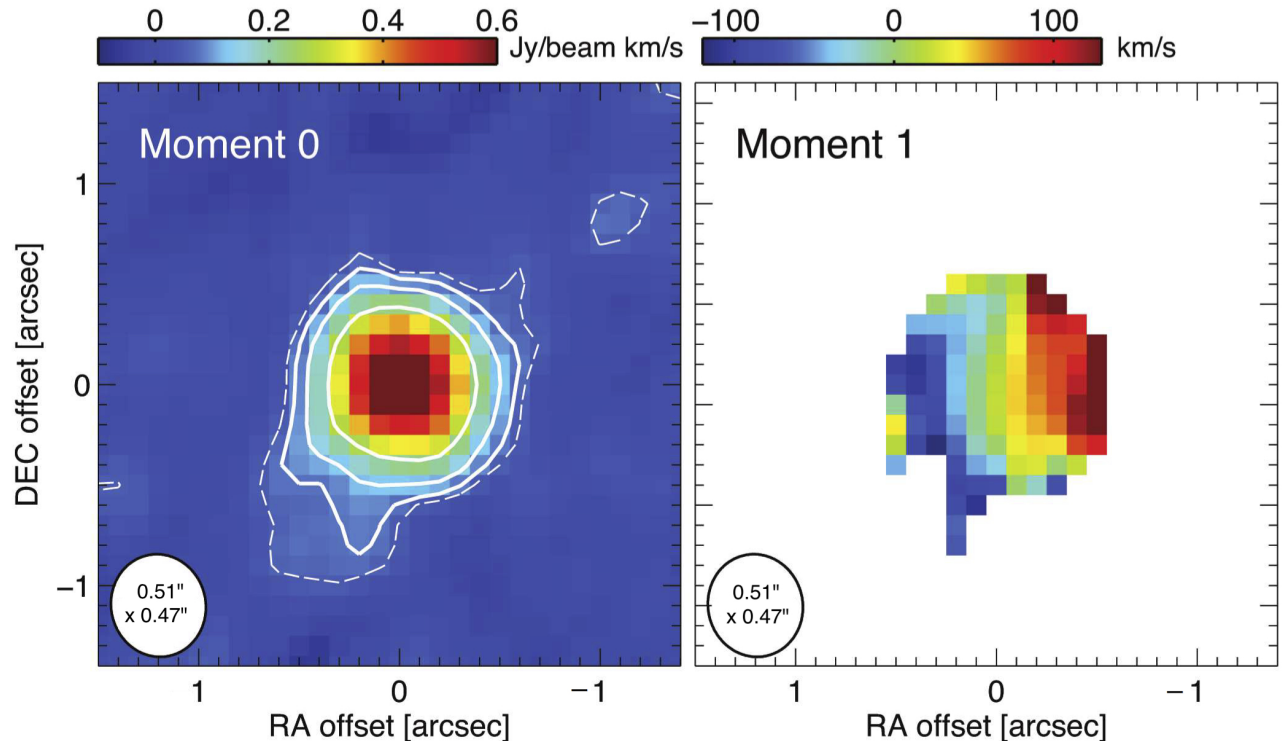 0 0.2 0.4 0.6
Jy/beam km/s
−100 0 100
km/s
Moment 0
Moment 1
1
0
−1
DEC offset [arcsec]
0.51"
x 0.47"
0.51"
x 0.47"
1 0 −1
1 0 −1
RA offset [arcsec]
RA offset [arcsec]